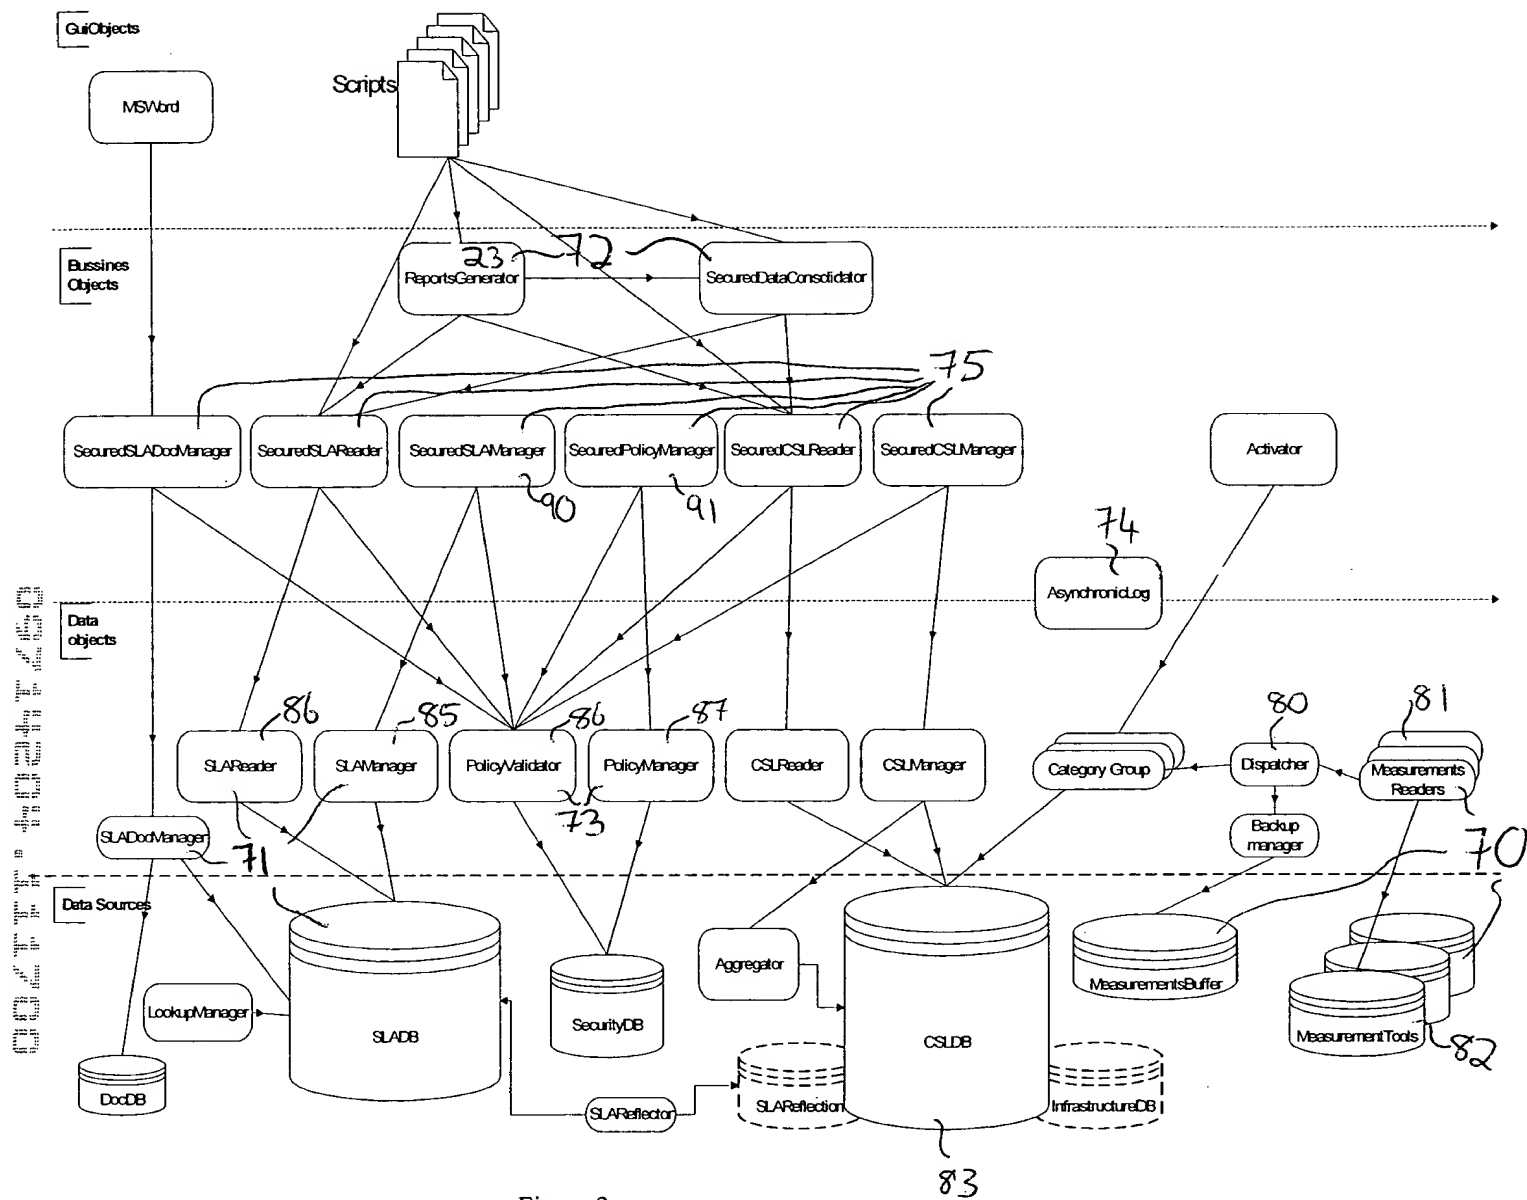 GuiObjects
MSWord
Scripts
Bussines
Objects
23
72
ReportsGenerator
SecuredDataConsolidator
75
SecuredSLADocManager
SecuredSLAReader
SecuredSLAManager
SecuredPolicyManager
SecuredCSLReader
SecuredCSLManager
Activator
90
91
74
AsynchronicLog
Data
objects
86
85
86
87
80
81
SLAReader
SLAManager
PolicyValidator
PolicyManager
CSLReader
CSLManager
Category Group
Dispatcher
Measurements
Readers
73
SLADocManager
71
Backup
manager
70
Data Sources
Aggregator
MeasurementsBuffer
LookupManager
SLADB
SecurityDB
CSLDB
MeasurementTools
82
DocDB
SLAReflector
SLAReflection
InfrastructureDB
83